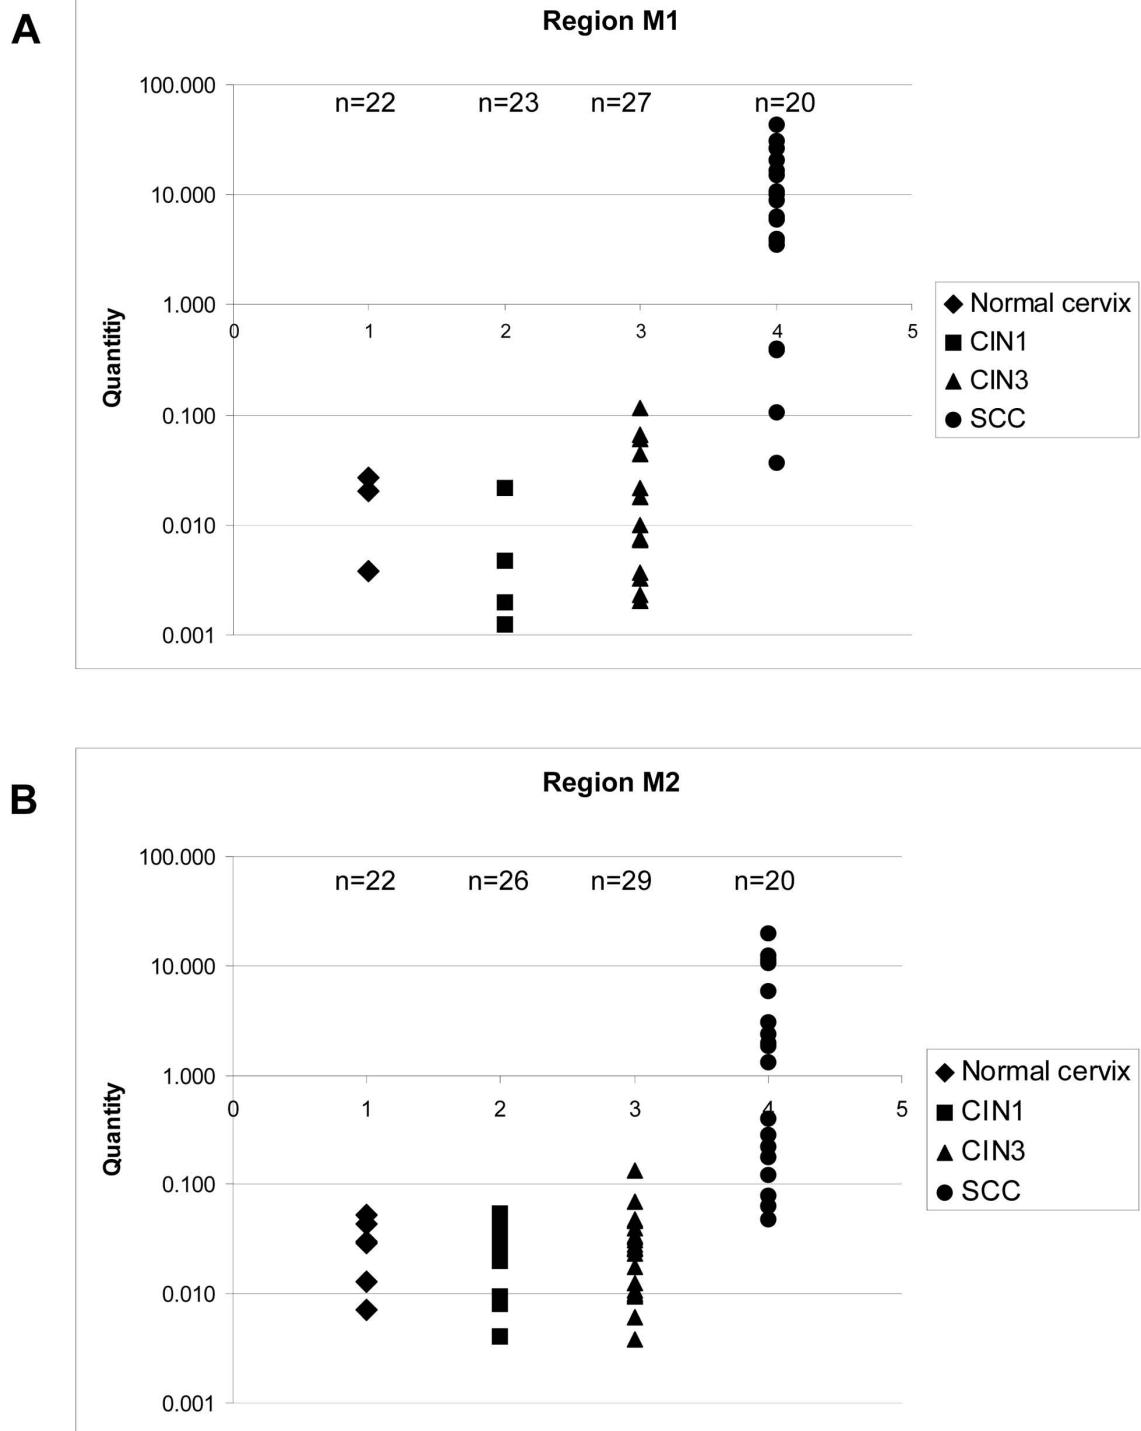 A
Region M1
100.000
n=22 n=23 n=27 n=20
10.000
1.000
0 1 2 3 4 5
Quantitiy
0.100
0.010
0.001
Normal cervix
CIN1
CIN3
SCC
B
Region M2
100.000
n=22 n=26 n=29 n=20
10.000
1.000
0 1 2 3 4 5
Quantity
0.100
0.010
0.001
Normal cervix
CIN1
CIN3
SCC